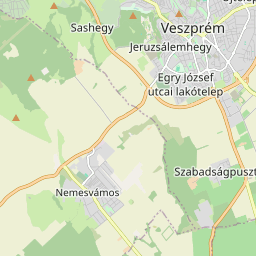 Sashegy
Veszprém
Jeruzsálemhegy
Egry József
utcai lakótelep
Szabadságpuszt
Nemesvámos